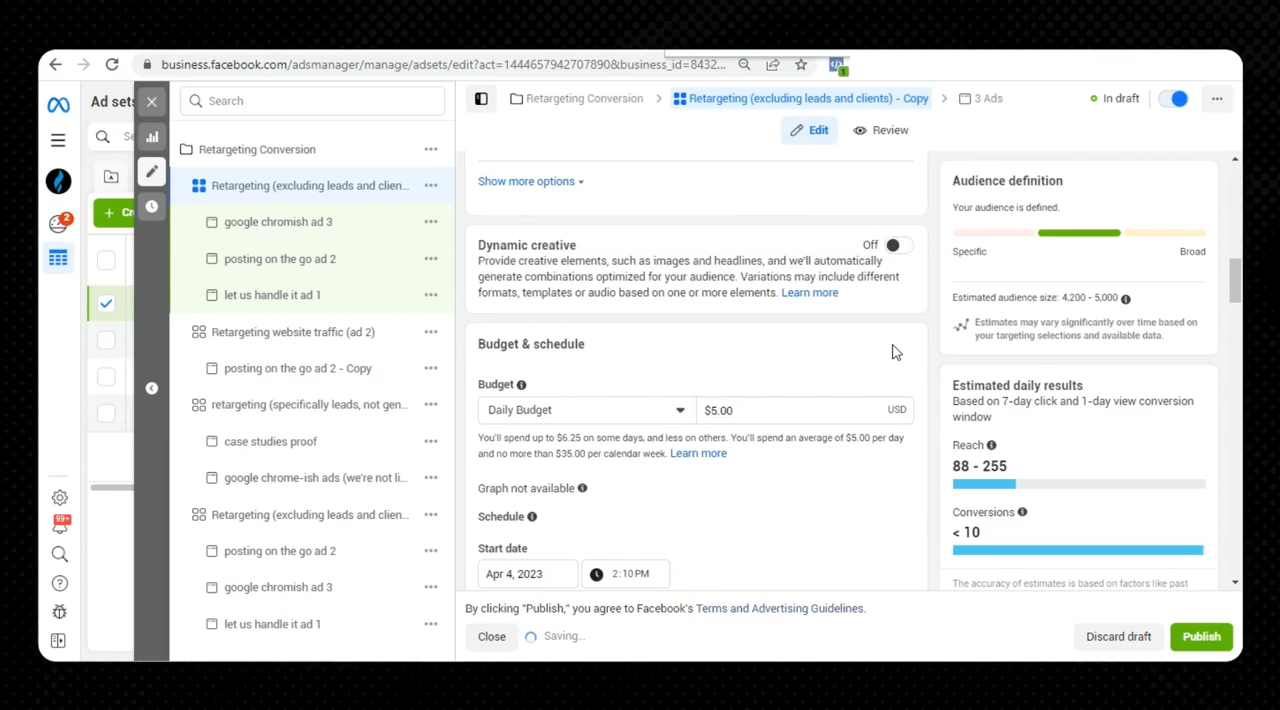 business.facebook.com/adsmanager/manage/adsets/edit?act=14446579427078908&business_id=8432...
1
Ad sets
Search
Retargeting Conversion
Retargeting (excluding leads and clients) - Copy
3 Ads
In draft
Edit
Review
2
Se
+ Cr
99+
Retargeting Conversion
Retargeting (excluding leads and clien...
google chromish ad 3
posting on the go ad 2
let us handle it ad 1
Retargeting website traffic (ad 2)
posting on the go ad 2 - Copy
retargeting (specifically leads, not gen...
case studies proof
google chrome-ish ads (we're not li...
Retargeting (excluding leads and clien...
posting on the go ad 2
google chromish ad 3
let us handle it ad 1
Show more options
Dynamic creative
Off
Provide creative elements, such as images and headlines, and we'll automatically
generate combinations optimized for your audience. Variations may include different
formats, templates or audio based on one or more elements. Learn more
Budget & schedule
Budget
Daily Budget
$5.00
USD
You'll spend up to $6.25 on some days, and less on others. You'll spend an average of $5.00 per day
and no more than $35.00 per calendar week. Learn more
Graph not available
Schedule
Start date
Apr 4, 2023
2:10 PM
Audience definition
Your audience is defined.
Specific
Broad
Estimated audience size: 4,200 - 5,000
Estimates may vary significantly over time based on
your targeting selections and available data.
Estimated daily results
Based on 7-day click and 1-day view conversion
window
Reach
88 - 255
Conversions
< 10
The accuracy of estimates is based on factors like past
By clicking "Publish," you agree to Facebook's Terms and Advertising Guidelines.
Close
Saving...
Discard draft
Publish